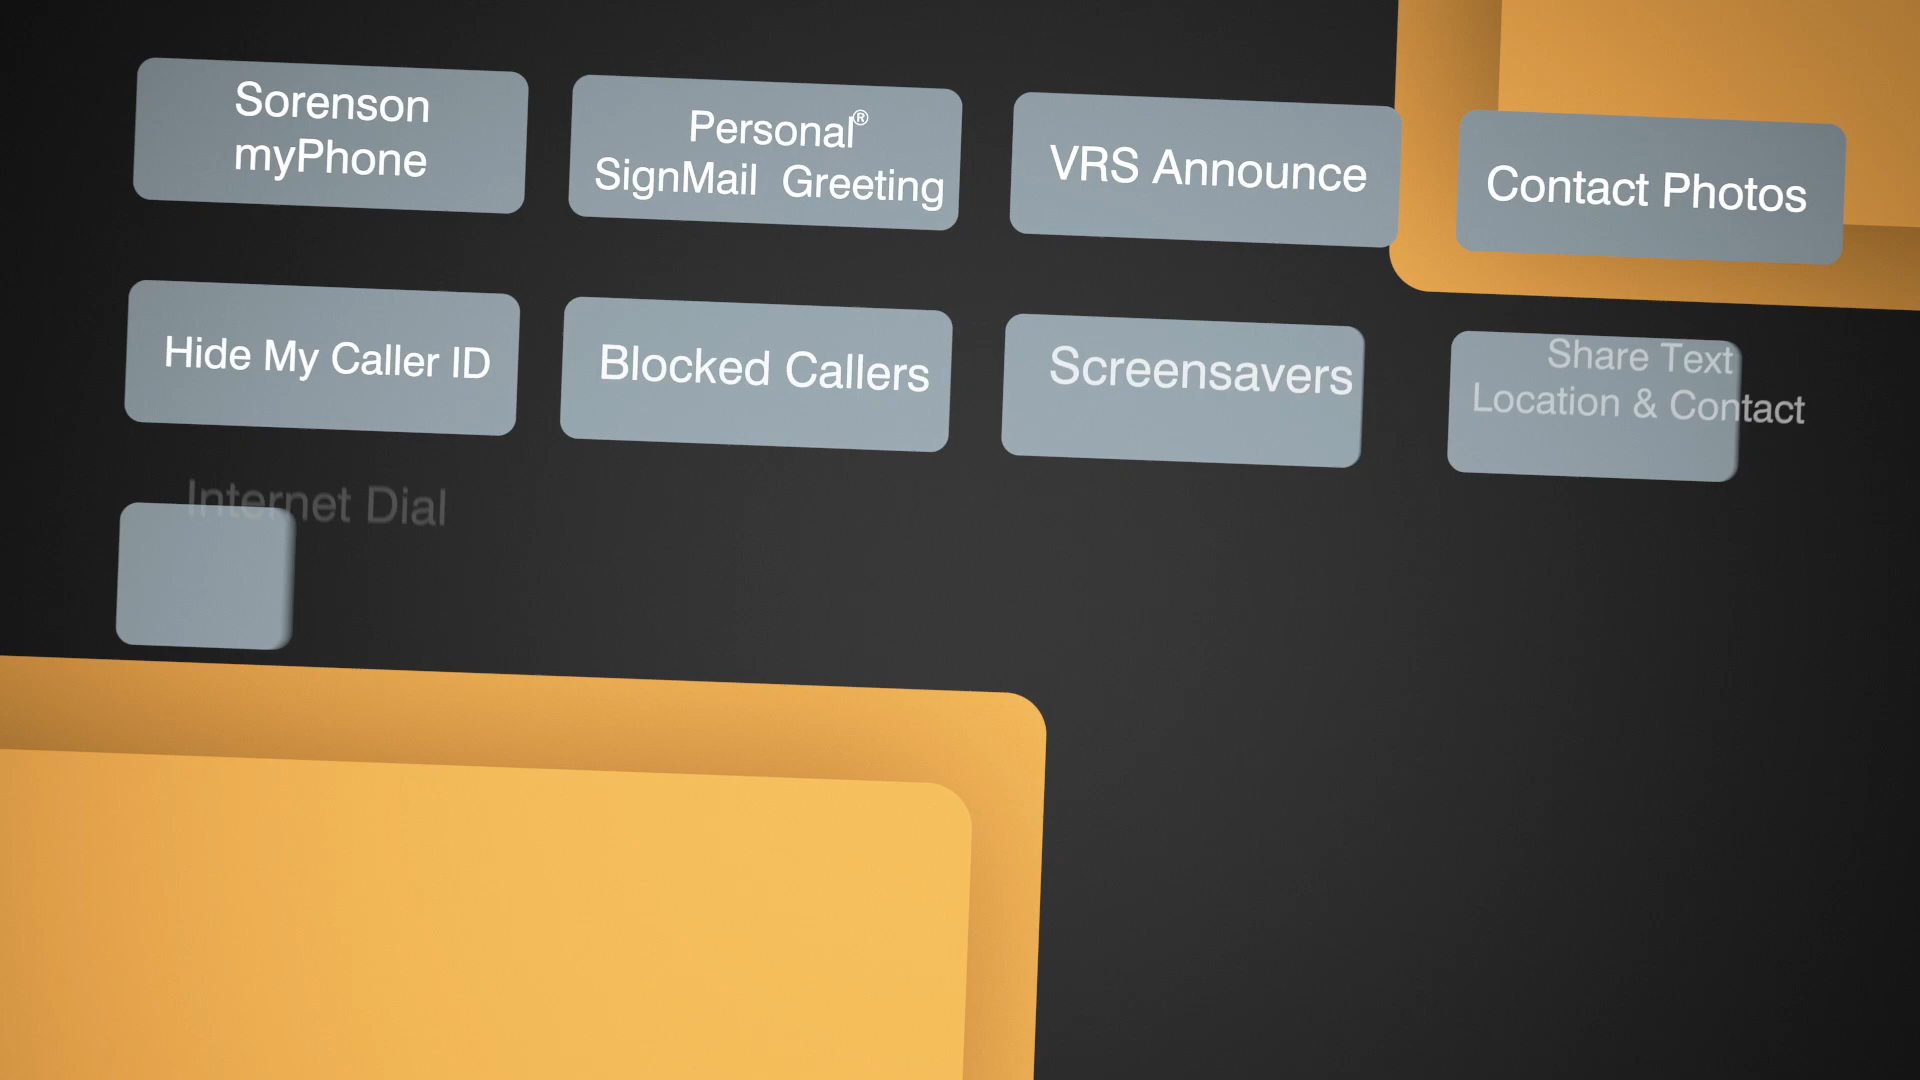 Sorenson
myPhone
Personal®
SignMail Greeting
VRS Announce
Contact Photos
Hide My Caller ID
Blocked Callers
Screensavers
Share Text
Location & Contact
Internet Dial